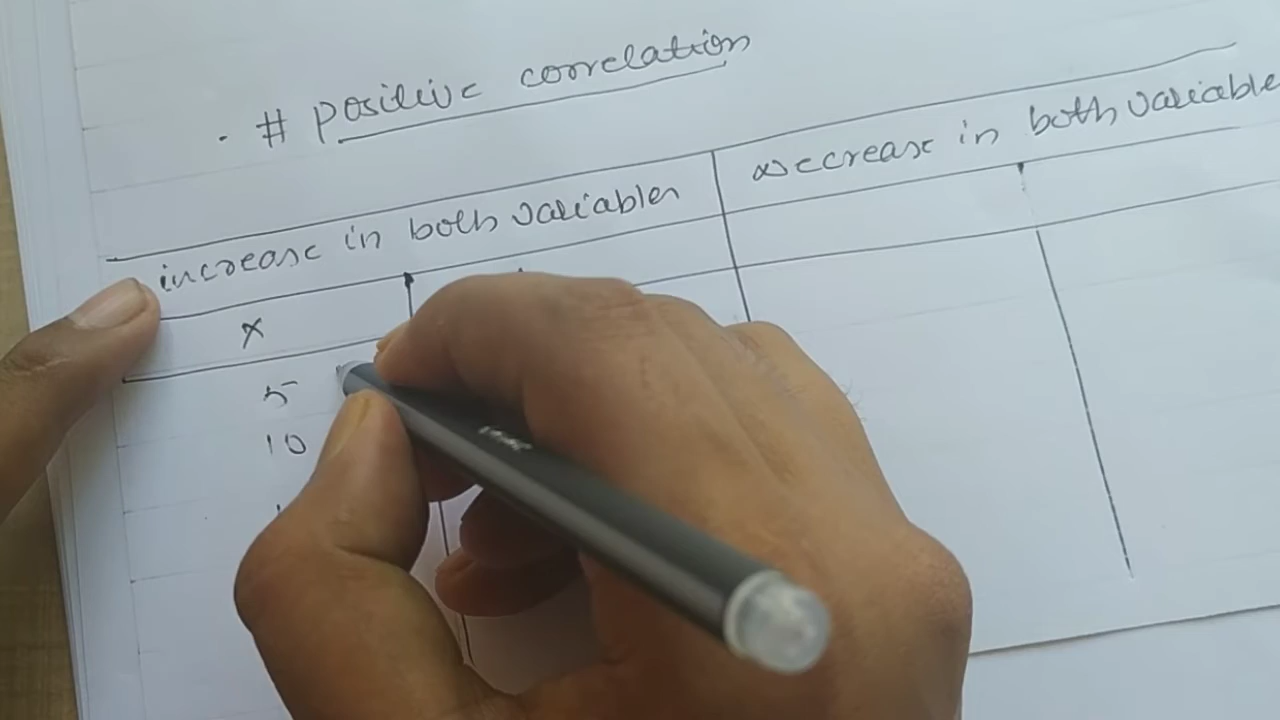 . # positive correlation
increase in both variables
decrease in both variable
X
5
10